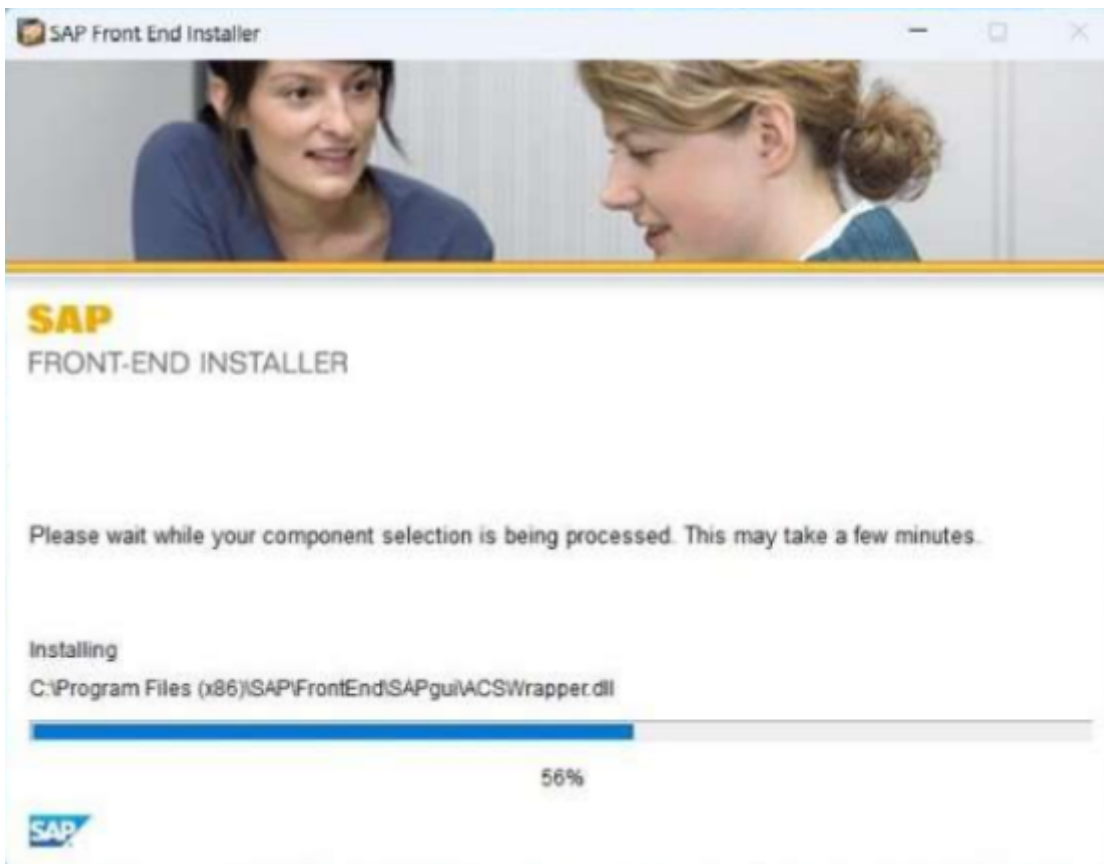 SAP Front End Installer
SAP
FRONT-END INSTALLER
Please wait while your component selection is being processed. This may take a few minutes.
Installing
C:\Program Files (x86)\SAP\FrontEnd\SAPgui\ACSWrapper.dll
56%
SAP